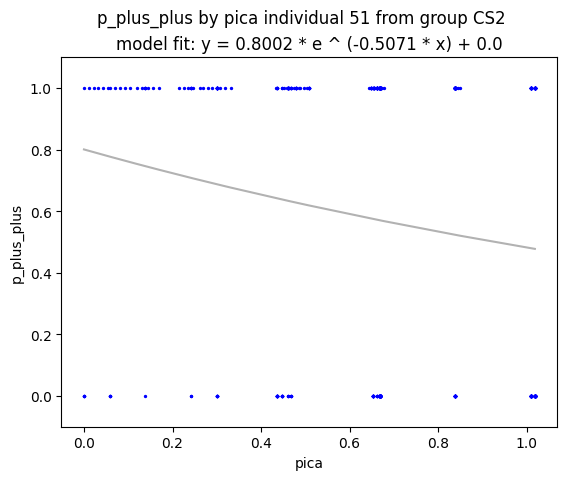 p_plus_plus by pica individual 51 from group CS2
model fit: y = 0.8002 * e ^ (-0.5071 * x) + 0.0
p_plus_plus
1.0
0.8
0.6
0.4
0.2
0.0
0.0 0.2 0.4 0.6 0.8 1.0
pica